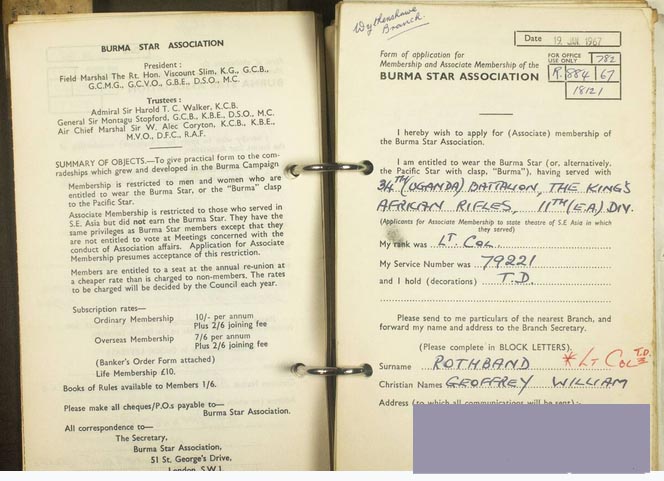 BURMA STAR ASSOCIATION
President :
Field Marshal The Rt. Hon. Viscount Slim, K.G., G.C.B.,
G.C.M.G., G.C.V.O., G.B.E., D.S.O., M.C.
Trustees :
Admiral Sir Harold T. C. Walker, K.C.B.
General Sir Montagu Stopford, G.C.B., K.B.E., D.S.O., M.C.
Air Chief Marshal Sir W. Alec Coryton, K.C.B., K.B.E.,
M.V.O., D.F.C., R.A.F.
SUMMARY OF OBJECTS.—To give practical form to the com-
radeships which grew and developed in the Burma Campaign
Membership is restricted to men and women who are
entitled to wear the Burma Star, or the "Burma" clasp
to the Pacific Star.
Associate Membership is restricted to those who served in
S.E. Asia but did not earn the Burma Star. They have the
same privileges as Burma Star members except that they
are not entitled to vote at Meetings concerned with the
conduct of Association affairs. Application for Associate
Membership presumes acceptance of this restriction.
Members are entitled to a seat at the annual re-union at
a cheaper rate than is charged to non-members. The rates
to be charged will be decided by the Council each year.
Subscription rates—
Ordinary Membership 10/- per annum
Plus 2/6 joining fee
Overseas Membership 7/6 per annum
Plus 2/6 joining fee
(Banker's Order Form attached)
Life Membership £10.
Books of Rules available to Members 1/6.
Please make all cheques/P.O.s payable to—
Burma Star Association.
All correspondence to—
The Secretary,
Burma Star Association,
51 St. George's Drive,
London, S.W.1.
Wythenshawe
Branch.
Date 19 JAN 1967
Form of application for
Membership and Associate Membership of the
BURMA STAR ASSOCIATION
FOR OFFICE
USE ONLY 782
R. 884 67
18121
I hereby wish to apply for (Associate) membership of
the Burma Star Association.
I am entitled to wear the Burma Star (or, alternatively,
the Pacific Star with clasp, "Burma"), having served with
34TH (UGANDA) BATTALION, THE KING'S
AFRICAN RIFLES, 11TH (E.A) DIV.
(Applicants for Associate Membership to state theatre of S.E. Asia in which
they served)
My rank was LT. COL.
My Service Number was 79221
and I hold (decorations) T.D.
Please send to me particulars of the nearest Branch, and
forward my name and address to the Branch Secretary.
(Please complete in BLOCK LETTERS).
Surname ROTHBAND * LT COL T.D.
Christian Names GEOFFREY WILLIAM
Address (to which all communications will be sent) :-